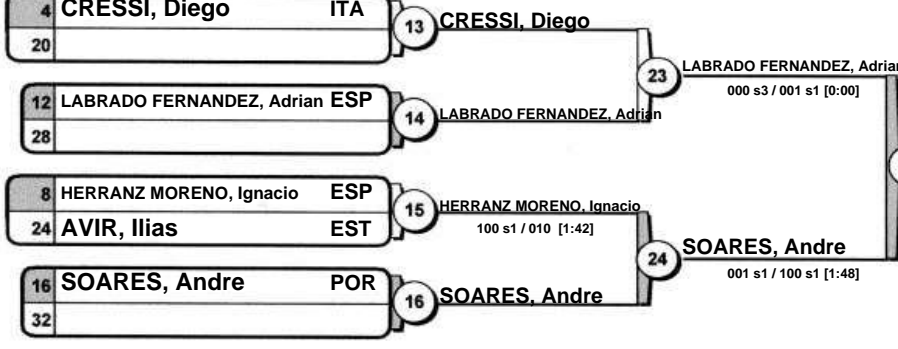 4 CRESSI, Diego ITA
20
13 CRESSI, Diego
12 LABRADO FERNANDEZ, Adrian ESP
28
14 LABRADO FERNANDEZ, Adrian
23 LABRADO FERNANDEZ, Adrian
000 s3 / 001 s1 [0:00]
8 HERRANZ MORENO, Ignacio ESP
24 AVIR, Ilias EST
15 HERRANZ MORENO, Ignacio
100 s1 / 010 [1:42]
16 SOARES, Andre POR
32
16 SOARES, Andre
24 SOARES, Andre
001 s1 / 100 s1 [1:48]